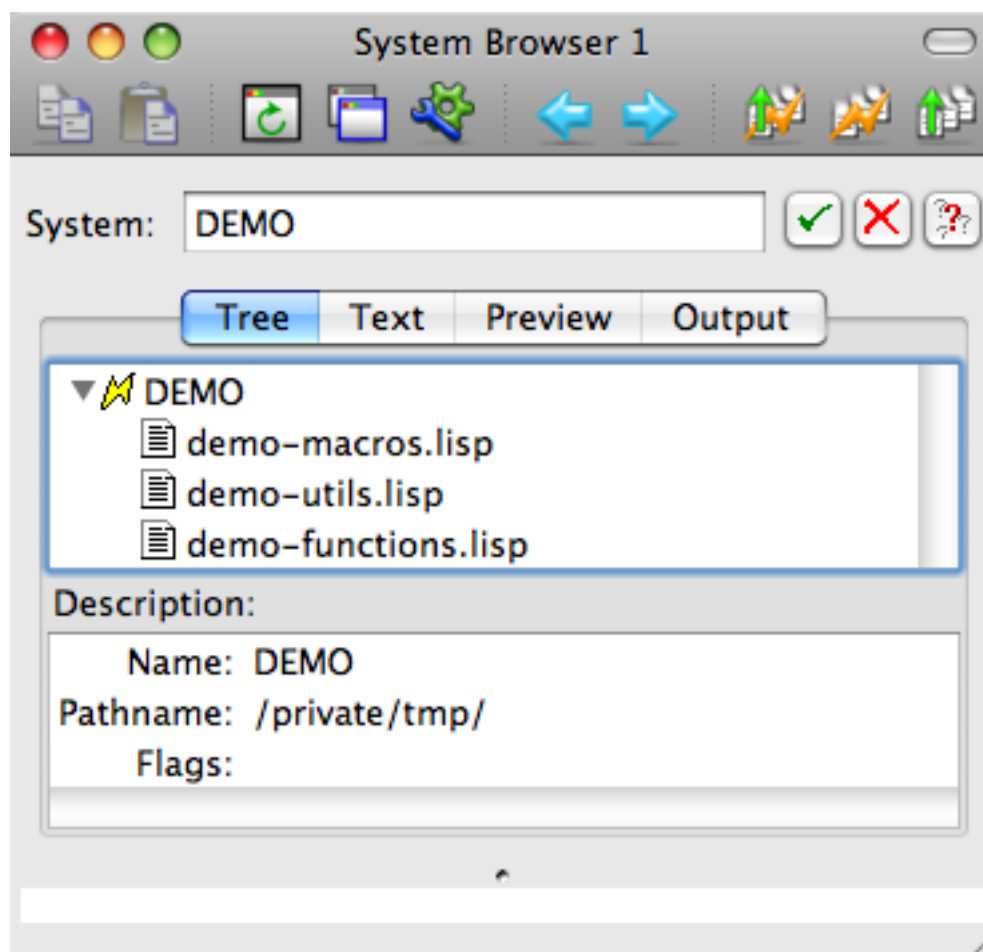 System Browser 1
System: DEMO
Tree Text Preview Output
DEMO
demo-macros.lisp
demo-utils.lisp
demo-functions.lisp
Description:
Name: DEMO
Pathname: /private/tmp/
Flags: